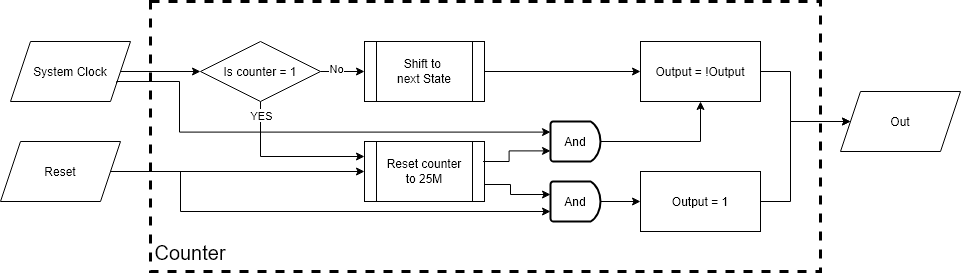 System Clock
Is counter = 1
No
Shift to
next State
Output = !Output
YES
And
Out
Reset
Reset counter
to 25M
And
Output = 1
Counter